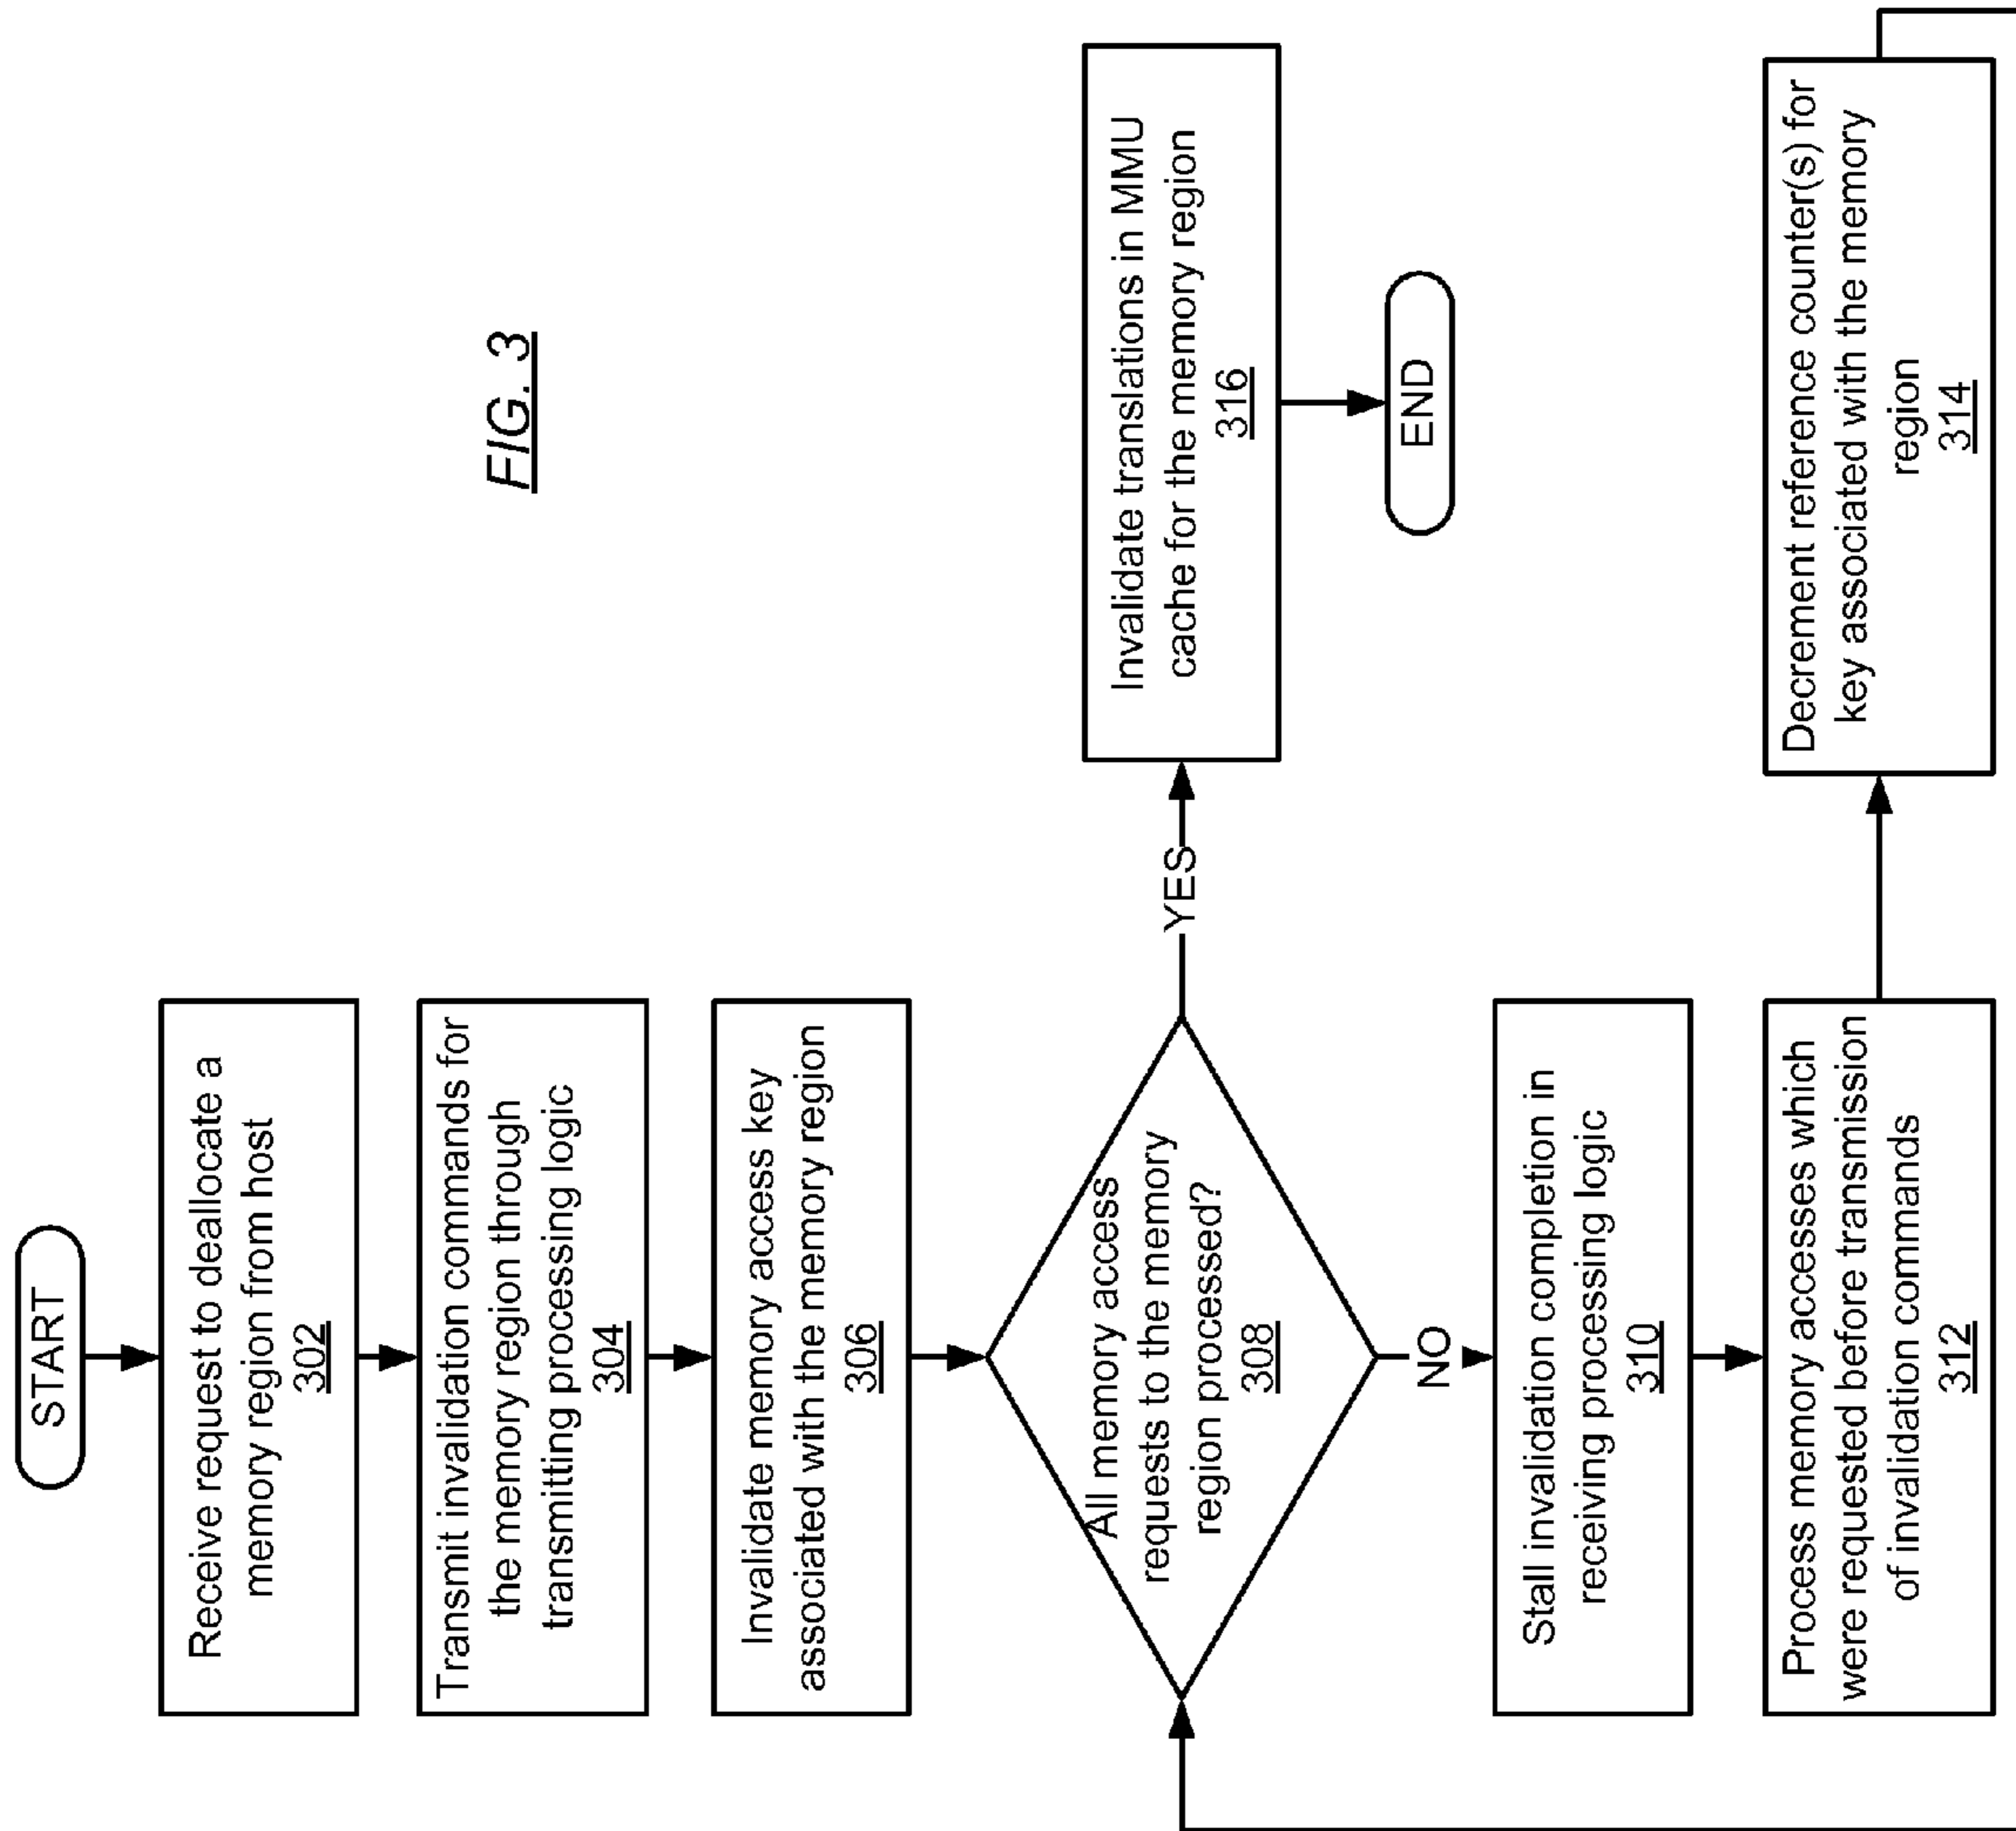 FIG. 3
START
Receive request to deallocate a
memory region from host
302
Transmit invalidation commands for
the memory region through
transmitting processing logic
304
Invalidate memory access key
associated with the memory region
306
All memory access
requests to the memory
region processed?
308
YES
Invalidate translations in MMU
cache for the memory region
316
END
NO
Stall invalidation completion in
receiving processing logic
310
Process memory accesses which
were requested before transmission
of invalidation commands
312
Decrement reference counter(s) for
key associated with the memory
region
314